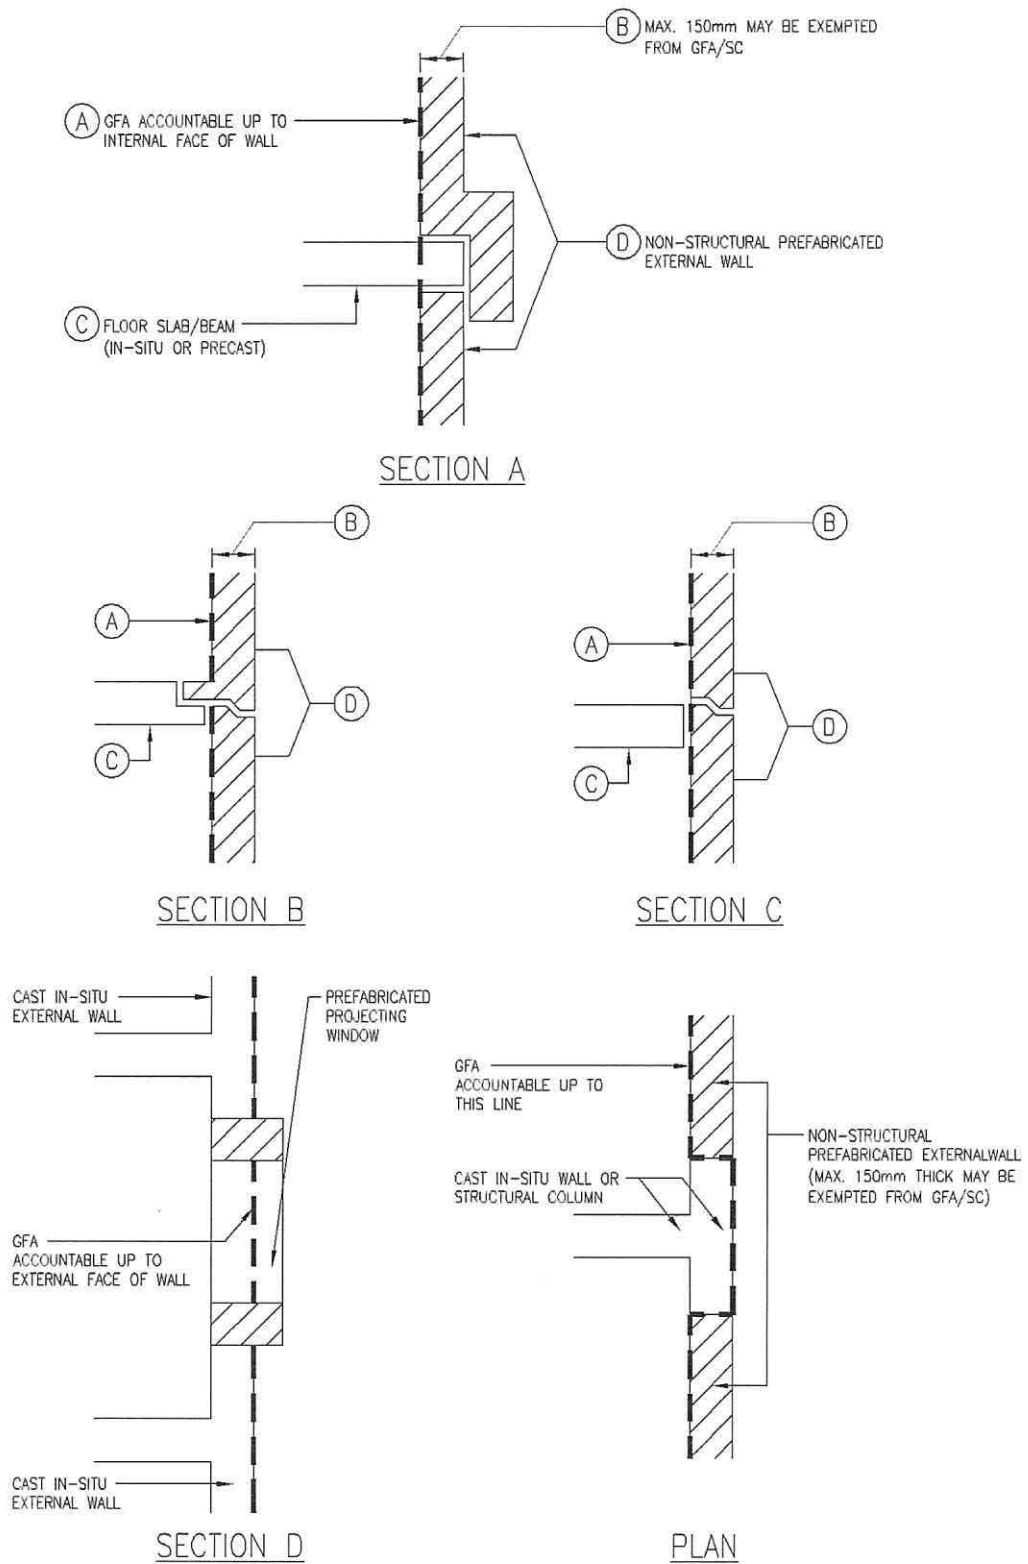 B MAX. 150mm MAY BE EXEMPTED
FROM GFA/SC
A GFA ACCOUNTABLE UP TO
INTERNAL FACE OF WALL
D NON-STRUCTURAL PREFABRICATED
EXTERNAL WALL
C FLOOR SLAB/BEAM
(IN-SITU OR PRECAST)
SECTION A
B
A
D
C
SECTION B
B
A
D
C
SECTION C
CAST IN-SITU
EXTERNAL WALL
PREFABRICATED
PROJECTING
WINDOW
GFA
ACCOUNTABLE UP TO
EXTERNAL FACE OF WALL
CAST IN-SITU
EXTERNAL WALL
SECTION D
GFA
ACCOUNTABLE UP TO
THIS LINE
CAST IN-SITU WALL OR
STRUCTURAL COLUMN
NON-STRUCTURAL
PREFABRICATED EXTERNALWALL
(MAX. 150mm THICK MAY BE
EXEMPTED FROM GFA/SC)
PLAN